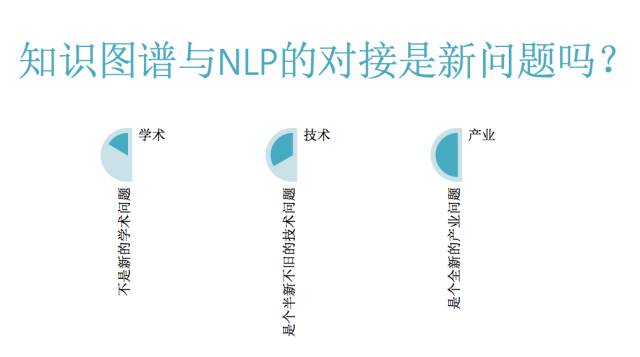 知识图谱与NLP的对接是新问题吗？
学术
不是新的学术问题
技术
是个半新不旧的技术问题
产业
是个全新的产业问题